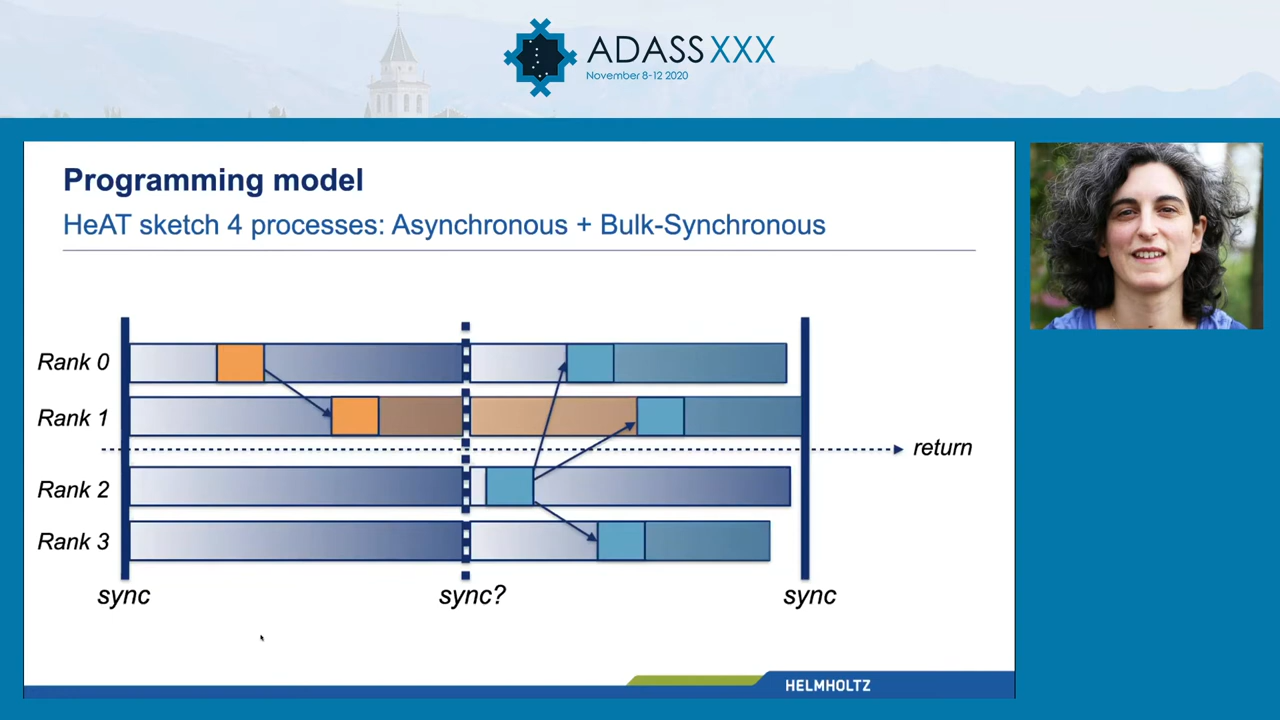 ADASS XXX
November 8-12 2020
Programming model
HeAT sketch 4 processes: Asynchronous + Bulk-Synchronous
Rank 0
Rank 1
return
Rank 2
Rank 3
sync
sync?
sync
HELMHOLTZ